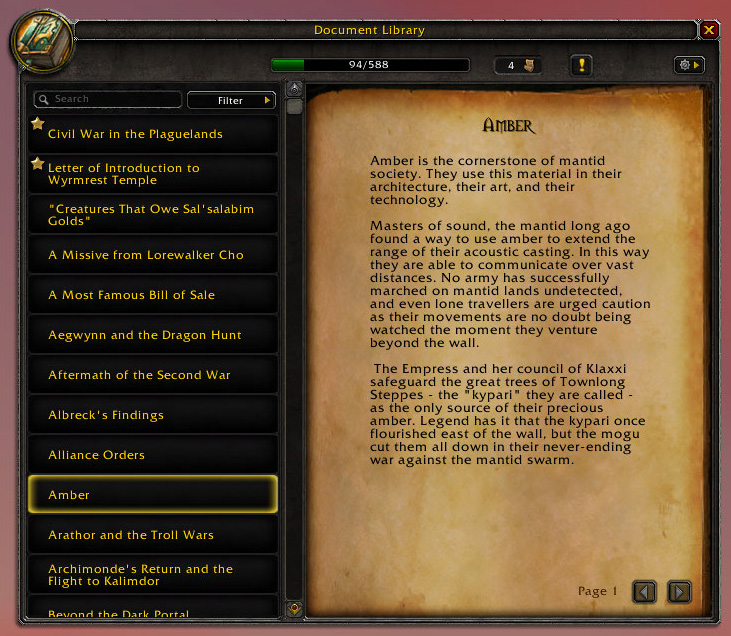 Document Library
94/588
4
Search
Filter
Civil War in the Plaguelands
Letter of Introduction to
Wyrmrest Temple
"Creatures That Owe Sal'salabim
Golds"
A Missive from Lorewalker Cho
A Most Famous Bill of Sale
Aegwynn and the Dragon Hunt
Aftermath of the Second War
Albreck's Findings
Alliance Orders
Amber
Arathor and the Troll Wars
Archimonde's Return and the
Flight to Kalimdor
Beyond the Dark Portal
Amber
Amber is the cornerstone of mantid
society. They use this material in their
architecture, their art, and their
technology.
Masters of sound, the mantid long ago
found a way to use amber to extend the
range of their acoustic casting. In this way
they are able to communicate over vast
distances. No army has successfully
marched on mantid lands undetected,
and even lone travellers are urged caution
as their movements are no doubt being
watched the moment they venture
beyond the wall.
The Empress and her council of Klaxxi
safeguard the great trees of Townlong
Steppes - the "kypari" they are called -
as the only source of their precious
amber. Legend has it that the kypari once
flourished east of the wall, but the mogu
cut them all down in their never-ending
war against the mantid swarm.
Page 1